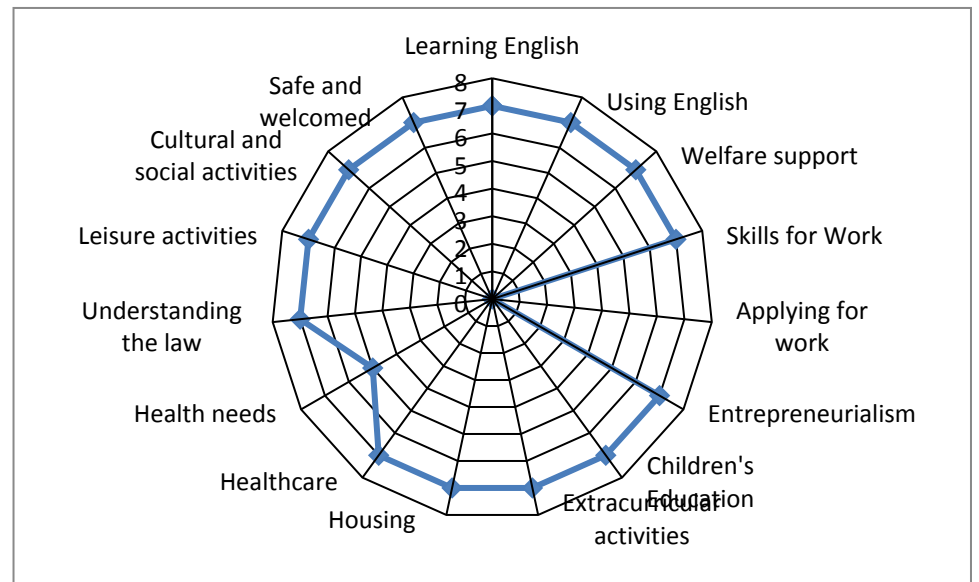 Learning English
Using English
Welfare support
Skills for Work
Applying for
work
Entrepreneurialism
Children's
Education
Extracurricular
activities
Housing
Healthcare
Health needs
Understanding
the law
Leisure activities
Cultural and
social activities
Safe and
welcomed
8
7
6
5
4
3
2
1
0